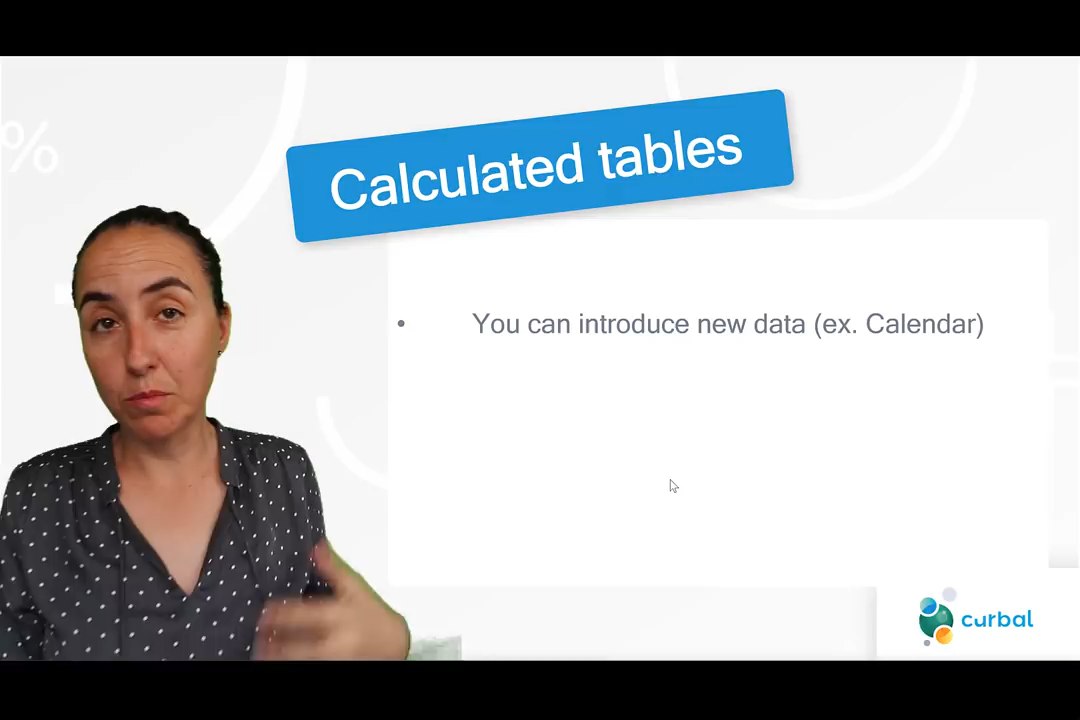 %
Calculated tables
• You can introduce new data (ex. Calendar)
curbal